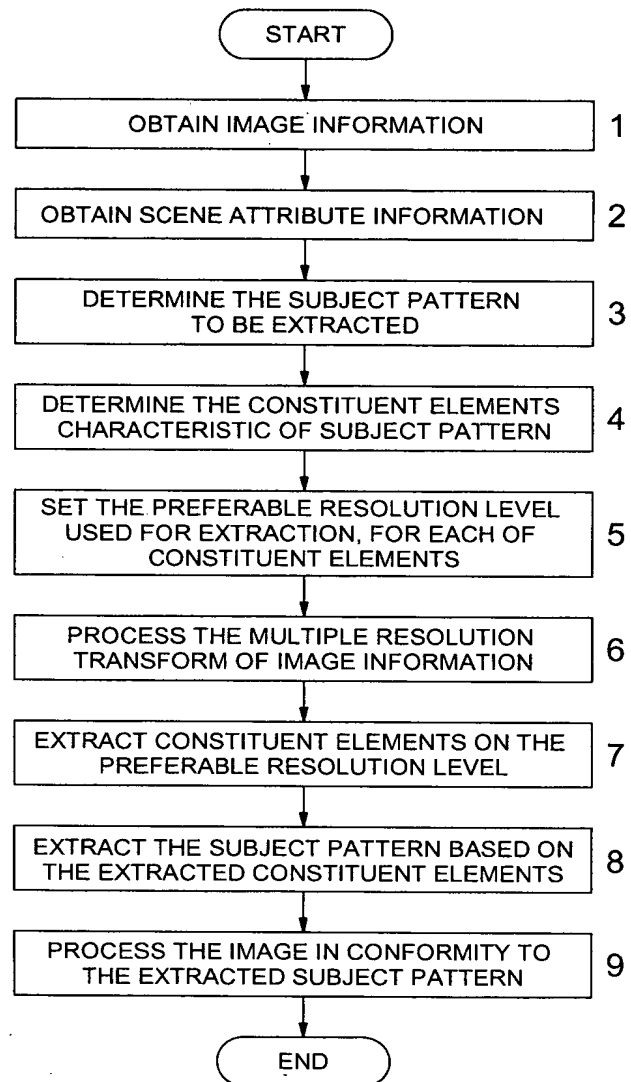 START
OBTAIN IMAGE INFORMATION 1
OBTAIN SCENE ATTRIBUTE INFORMATION 2
DETERMINE THE SUBJECT PATTERN
TO BE EXTRACTED
3
DETERMINE THE CONSTITUENT ELEMENTS
CHARACTERISTIC OF SUBJECT PATTERN
4
SET THE PREFERABLE RESOLUTION LEVEL
USED FOR EXTRACTION, FOR EACH OF
CONSTITUENT ELEMENTS
5
PROCESS THE MULTIPLE RESOLUTION
TRANSFORM OF IMAGE INFORMATION
6
EXTRACT CONSTITUENT ELEMENTS ON THE
PREFERABLE RESOLUTION LEVEL
7
EXTRACT THE SUBJECT PATTERN BASED ON
THE EXTRACTED CONSTITUENT ELEMENTS
8
PROCESS THE IMAGE IN CONFORMITY TO
THE EXTRACTED SUBJECT PATTERN
9
END